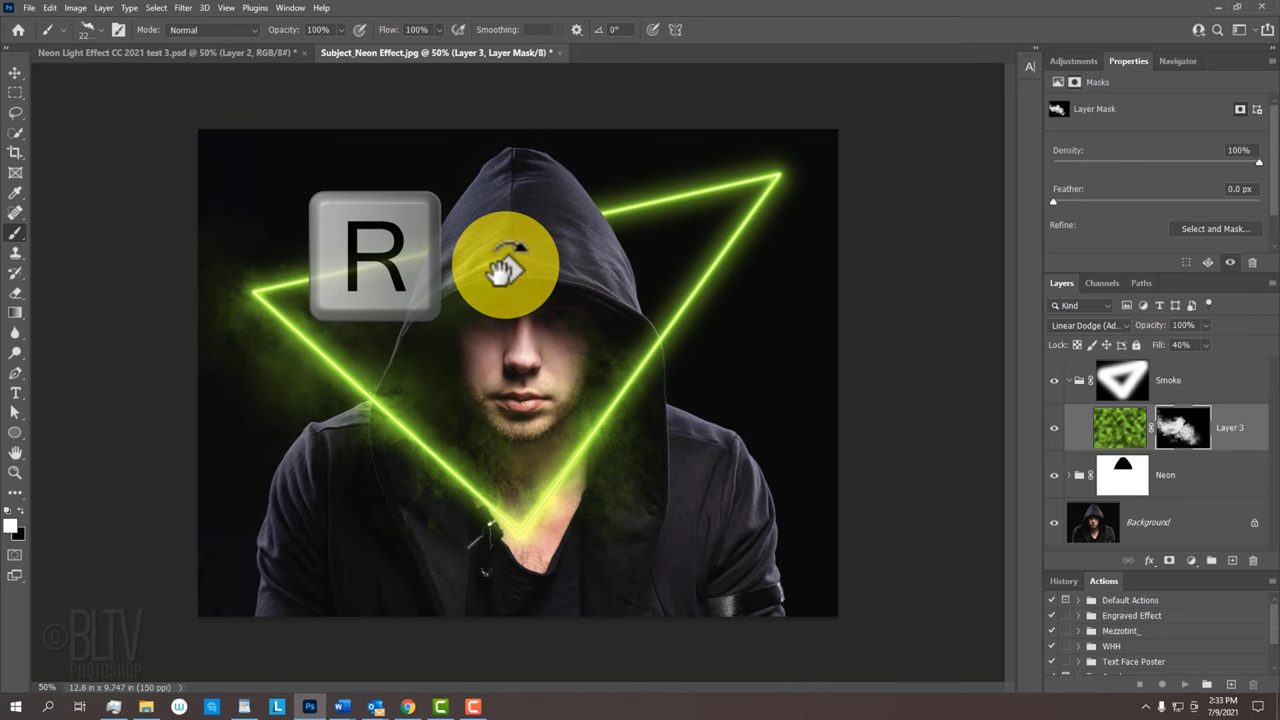 Ps File Edit Image Layer Type Select Filter 3D View Plugins Window Help
22 Mode: Normal Opacity: 100% Flow: 100% Smoothing: 0°
Neon Light Effect CC 2021 test 3.psd @ 50% (Layer 2, RGB/8#) * × Subject_Neon Effect.jpg @ 50% (Layer 3, Layer Mask/8) * ×
Adjustments Properties Navigator
A|
Masks
Layer Mask
Density: 100%
Feather: 0.0 px
Refine: Select and Mask...
R
Layers Channels Paths
Kind
Linear Dodge (Ad... Opacity: 100%
Lock: Fill: 40%
Smoke
Layer 3
Neon
Background
fx
History Actions
Default Actions
Engraved Effect
Mezzotint_
WHH
Text Face Poster
©BLTV
PHOTOSHOP
50% 12.8 in x 9.747 in (150 ppi)
2:33 PM
7/9/2021